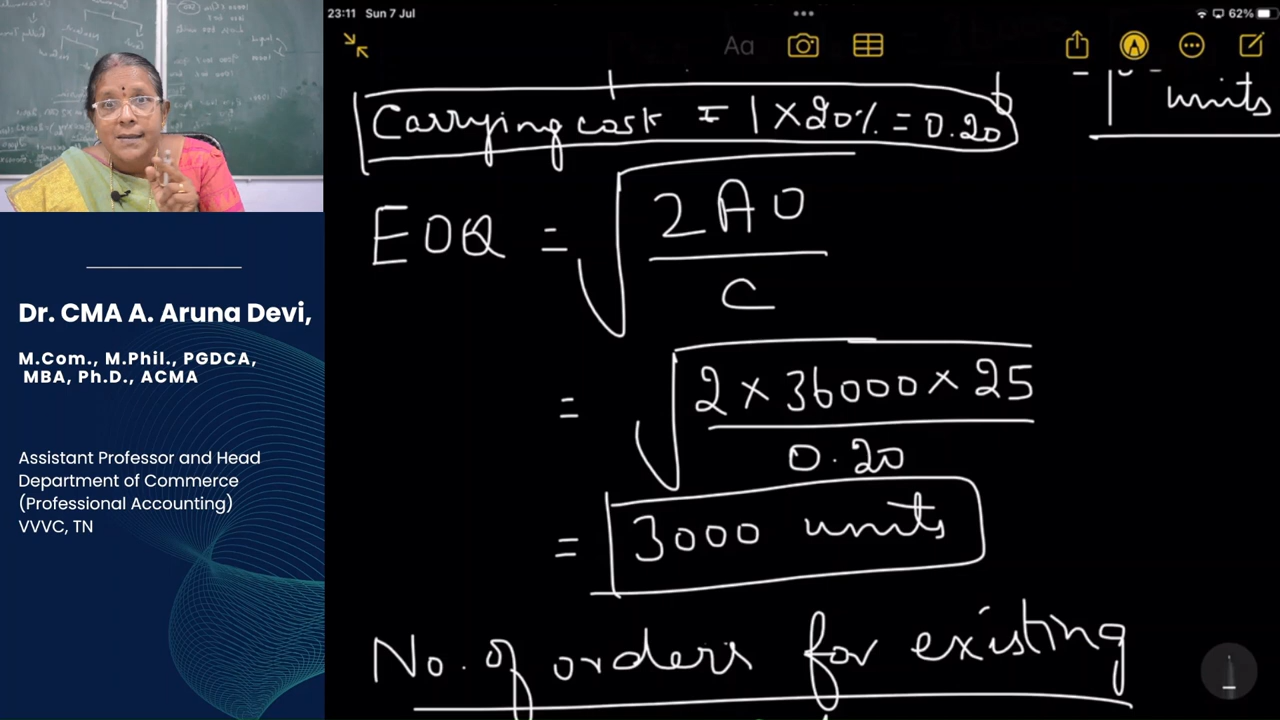 23:11 Sun 7 Jul
62%
Aa
units
Carrying cost = 1 X 20% = 0.20
EOQ = √ 2AO
C
= √ 2 x 36000 x 25
0.20
= 3000 units
No. of orders for existing
Dr. CMA A. Aruna Devi,
M.Com., M.Phil., PGDCA,
MBA, Ph.D., ACMA
Assistant Professor and Head
Department of Commerce
(Professional Accounting)
VVVC, TN